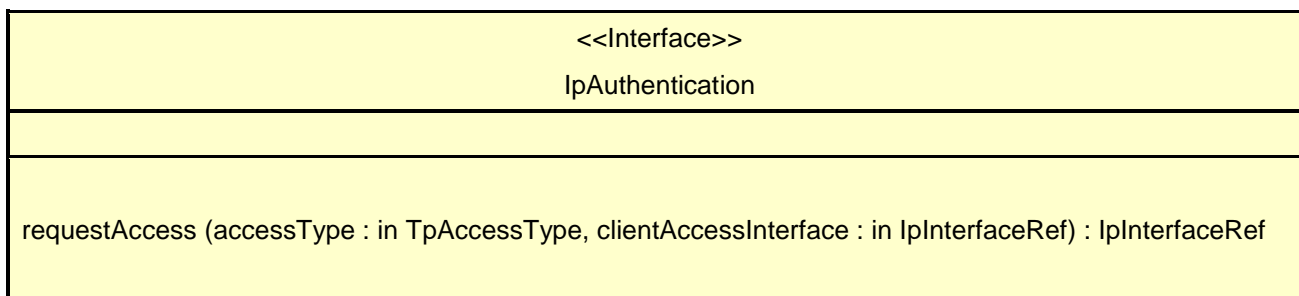 <<Interface>>
IpAuthentication
requestAccess (accessType : in TpAccessType, clientAccessInterface : in IpInterfaceRef) : IpInterfaceRef